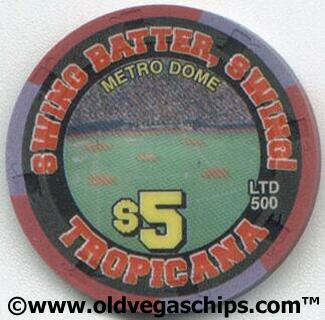 SWING BATTER, SWING!
METRO DOME
$5
LTD
500
TROPICANA
© www.oldvegaschips.com™